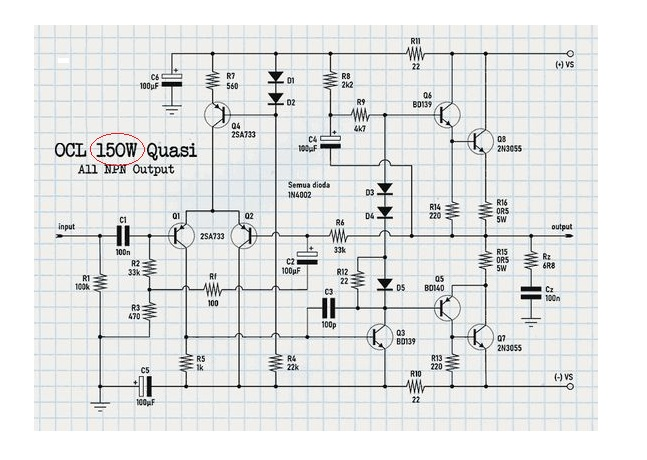 R11
22
(+) VS
C6
100µF
R7
560
D1
D2
R8
2k2
Q6
BD139
R9
4k7
Q4
2SA733
C4
100µF
Q8
2N3055
OCL 150W Quasi
All NPN Output
Semua dioda
1N4002
D3
D4
R14
220
R16
0R5
5W
input
C1
100n
Q1
2SA733
Q2
R6
33k
output
R1
100k
R2
33k
Rf
100
C2
100µF
R12
22
D5
Q5
BD140
R15
0R5
5W
Rz
6R8
R3
470
C3
100p
Cz
100n
Q3
BD139
Q7
2N3055
R5
1k
R4
22k
R13
220
C5
100µF
R10
22
(-) VS
+
+
+
+